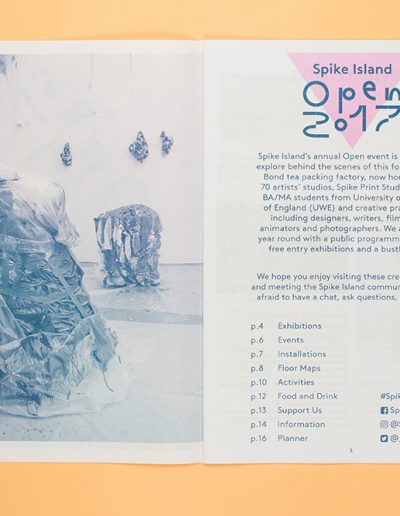 Spike Island
Open
2017
Spike Island's annual Open event is
explore behind the scenes of this fo
Bond tea packing factory, now hor
70 artists' studios, Spike Print Stud
BA/MA students from University o
of England (UWE) and creative pra
including designers, writers, film
animators and photographers. We a
year round with a public programm
free entry exhibitions and a bustl
We hope you enjoy visiting these cre
and meeting the Spike Island commun
afraid to have a chat, ask questions,
p.4 Exhibitions
p.6 Events
p.7 Installations
p.8 Floor Maps
p.10 Activities
p.12 Food and Drink #Spik
p.13 Support Us Sp
p.14 Information @S
p.16 Planner @
3